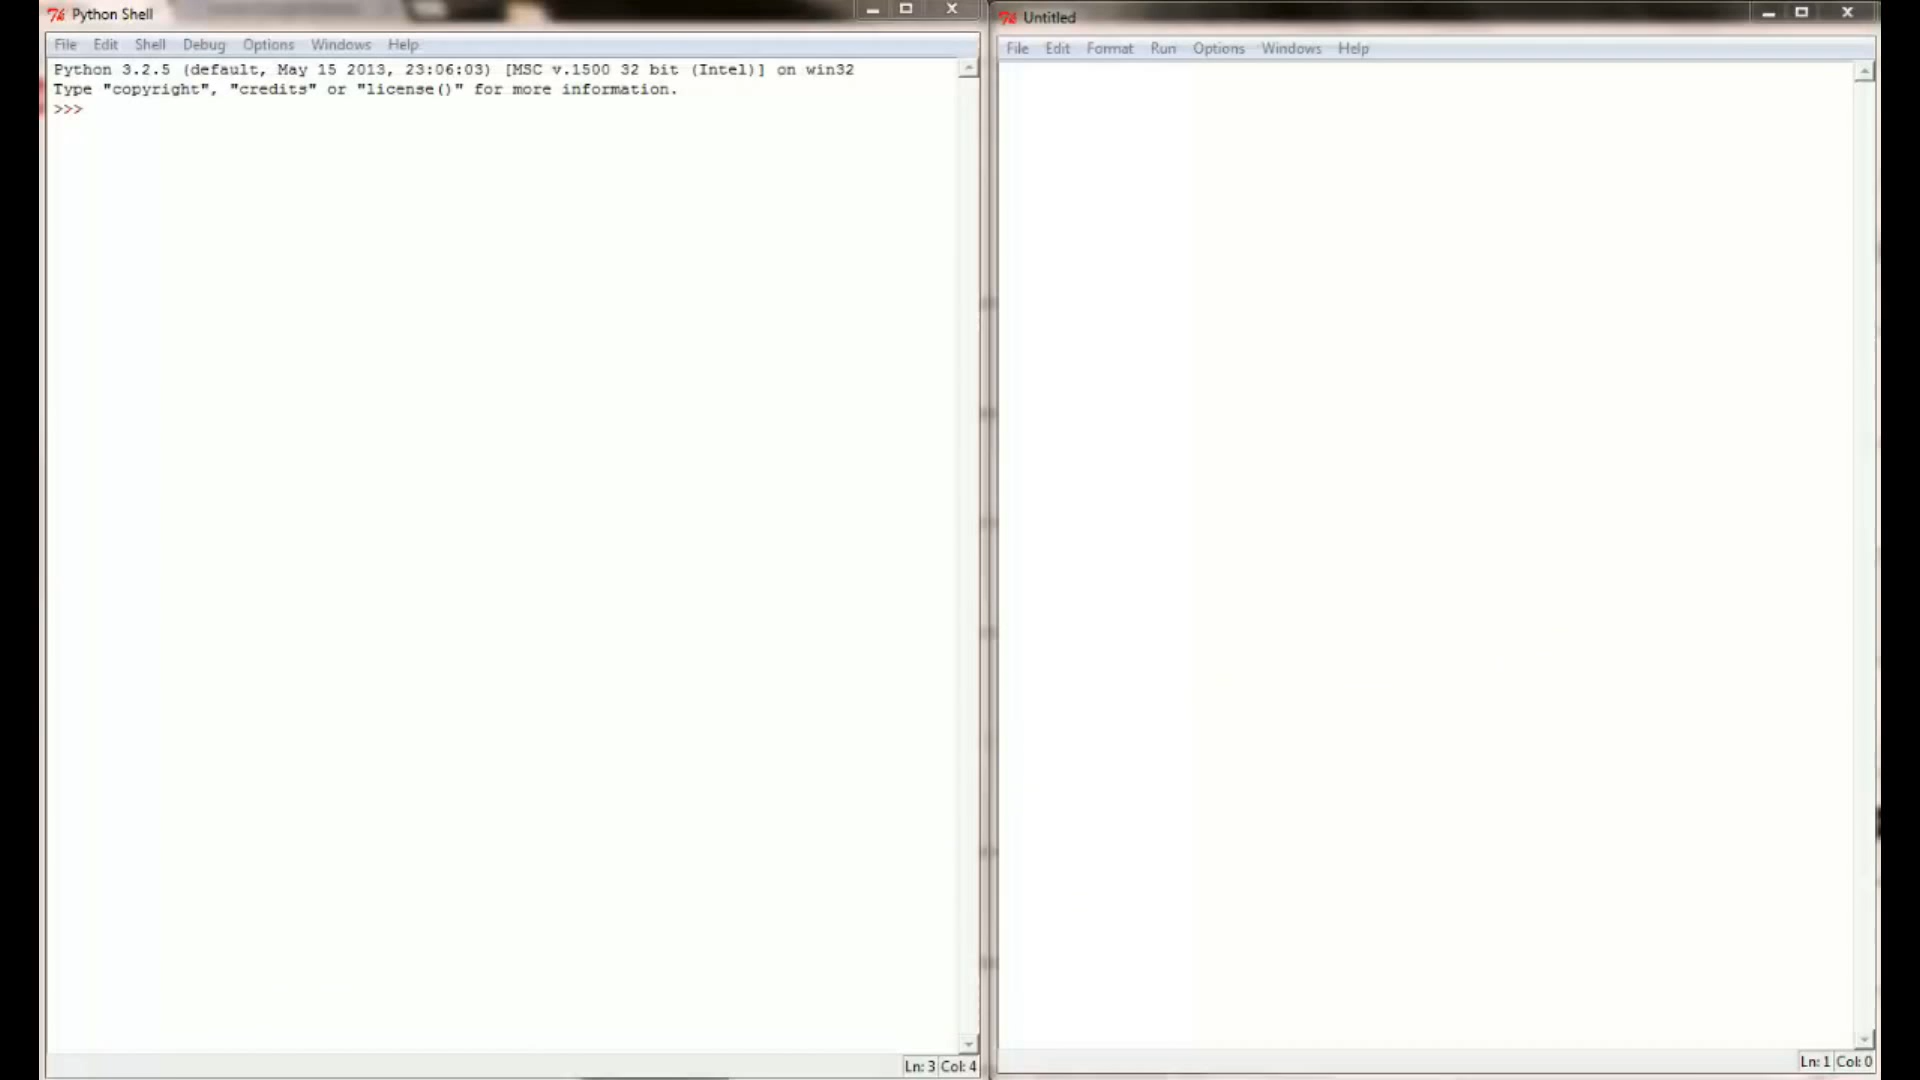 Python Shell
File Edit Shell Debug Options Windows Help
Python 3.2.5 (default, May 15 2013, 23:06:03) [MSC v.1500 32 bit (Intel)] on win32
Type "copyright", "credits" or "license()" for more information.
>>>
Ln: 3 Col: 4
Untitled
File Edit Format Run Options Windows Help
Ln: 1 Col: 0